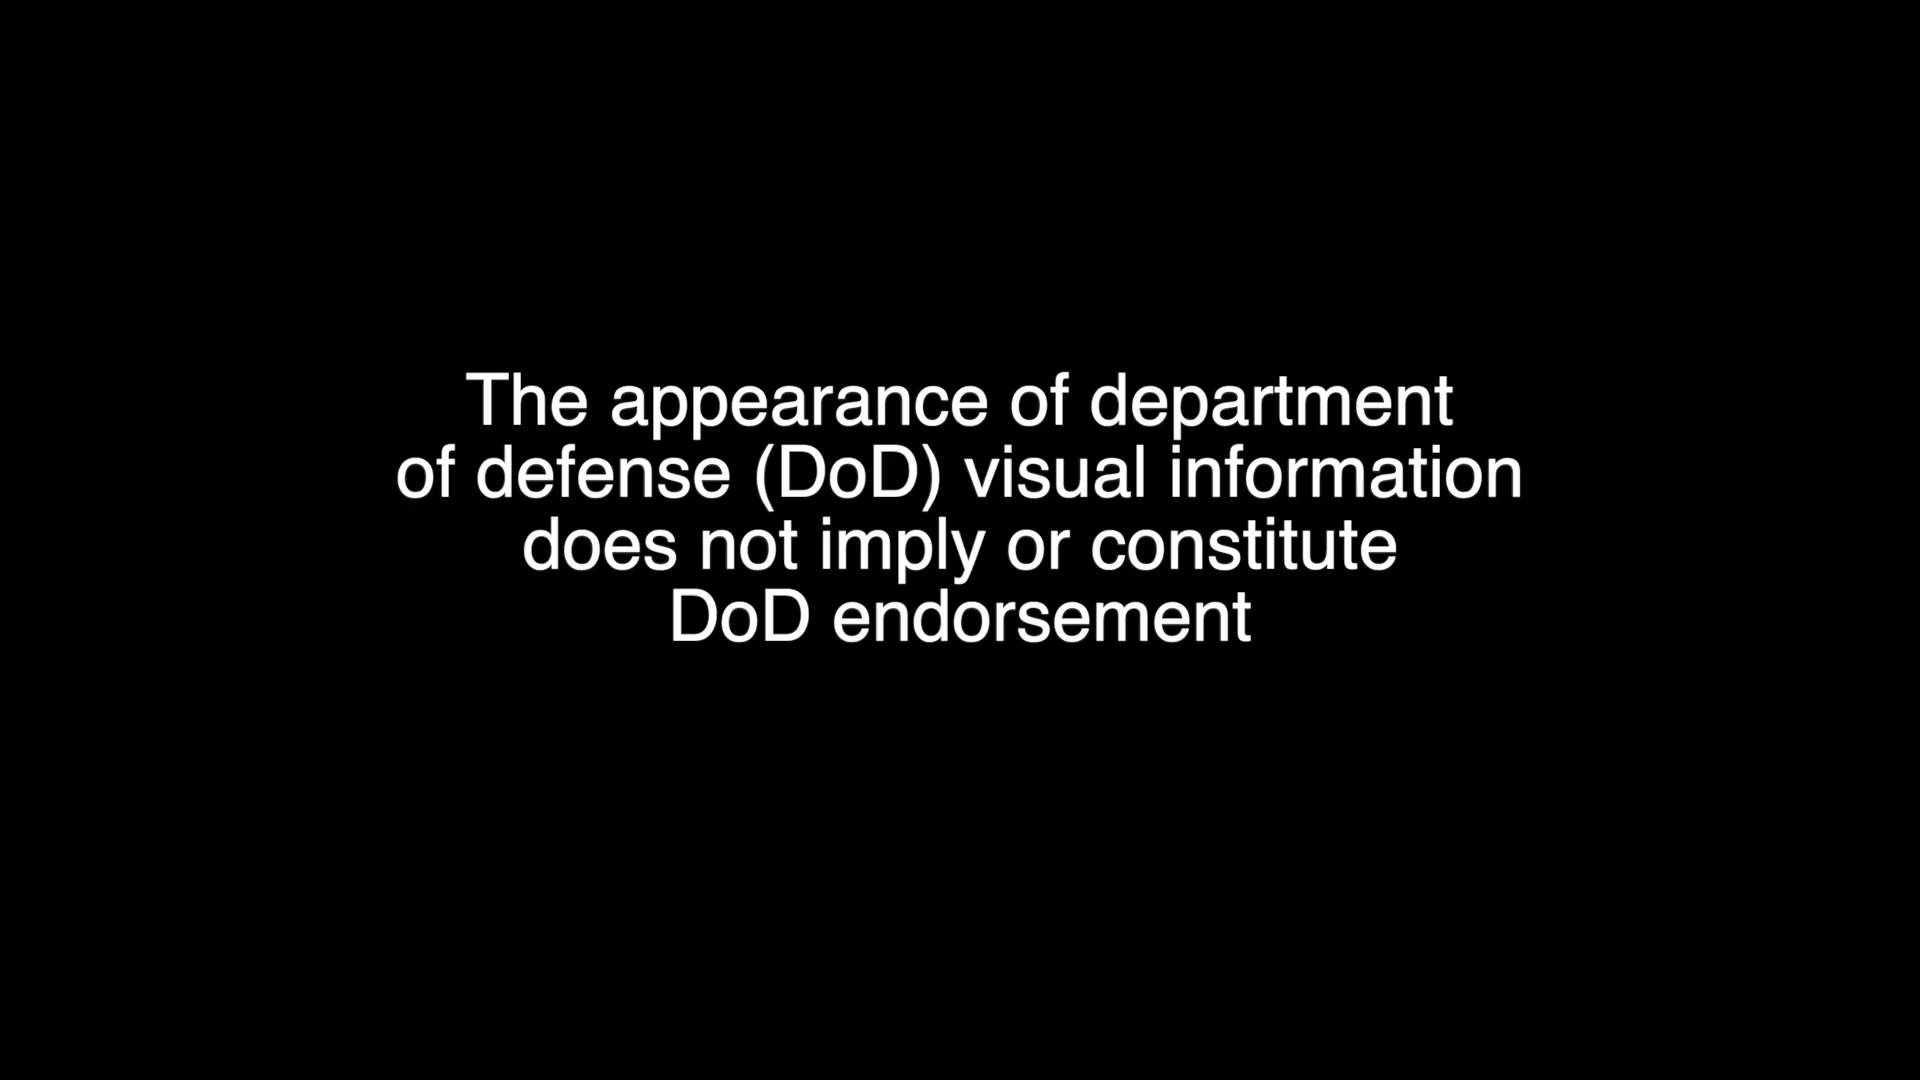 The appearance of department
of defense (DoD) visual information
does not imply or constitute
DoD endorsement